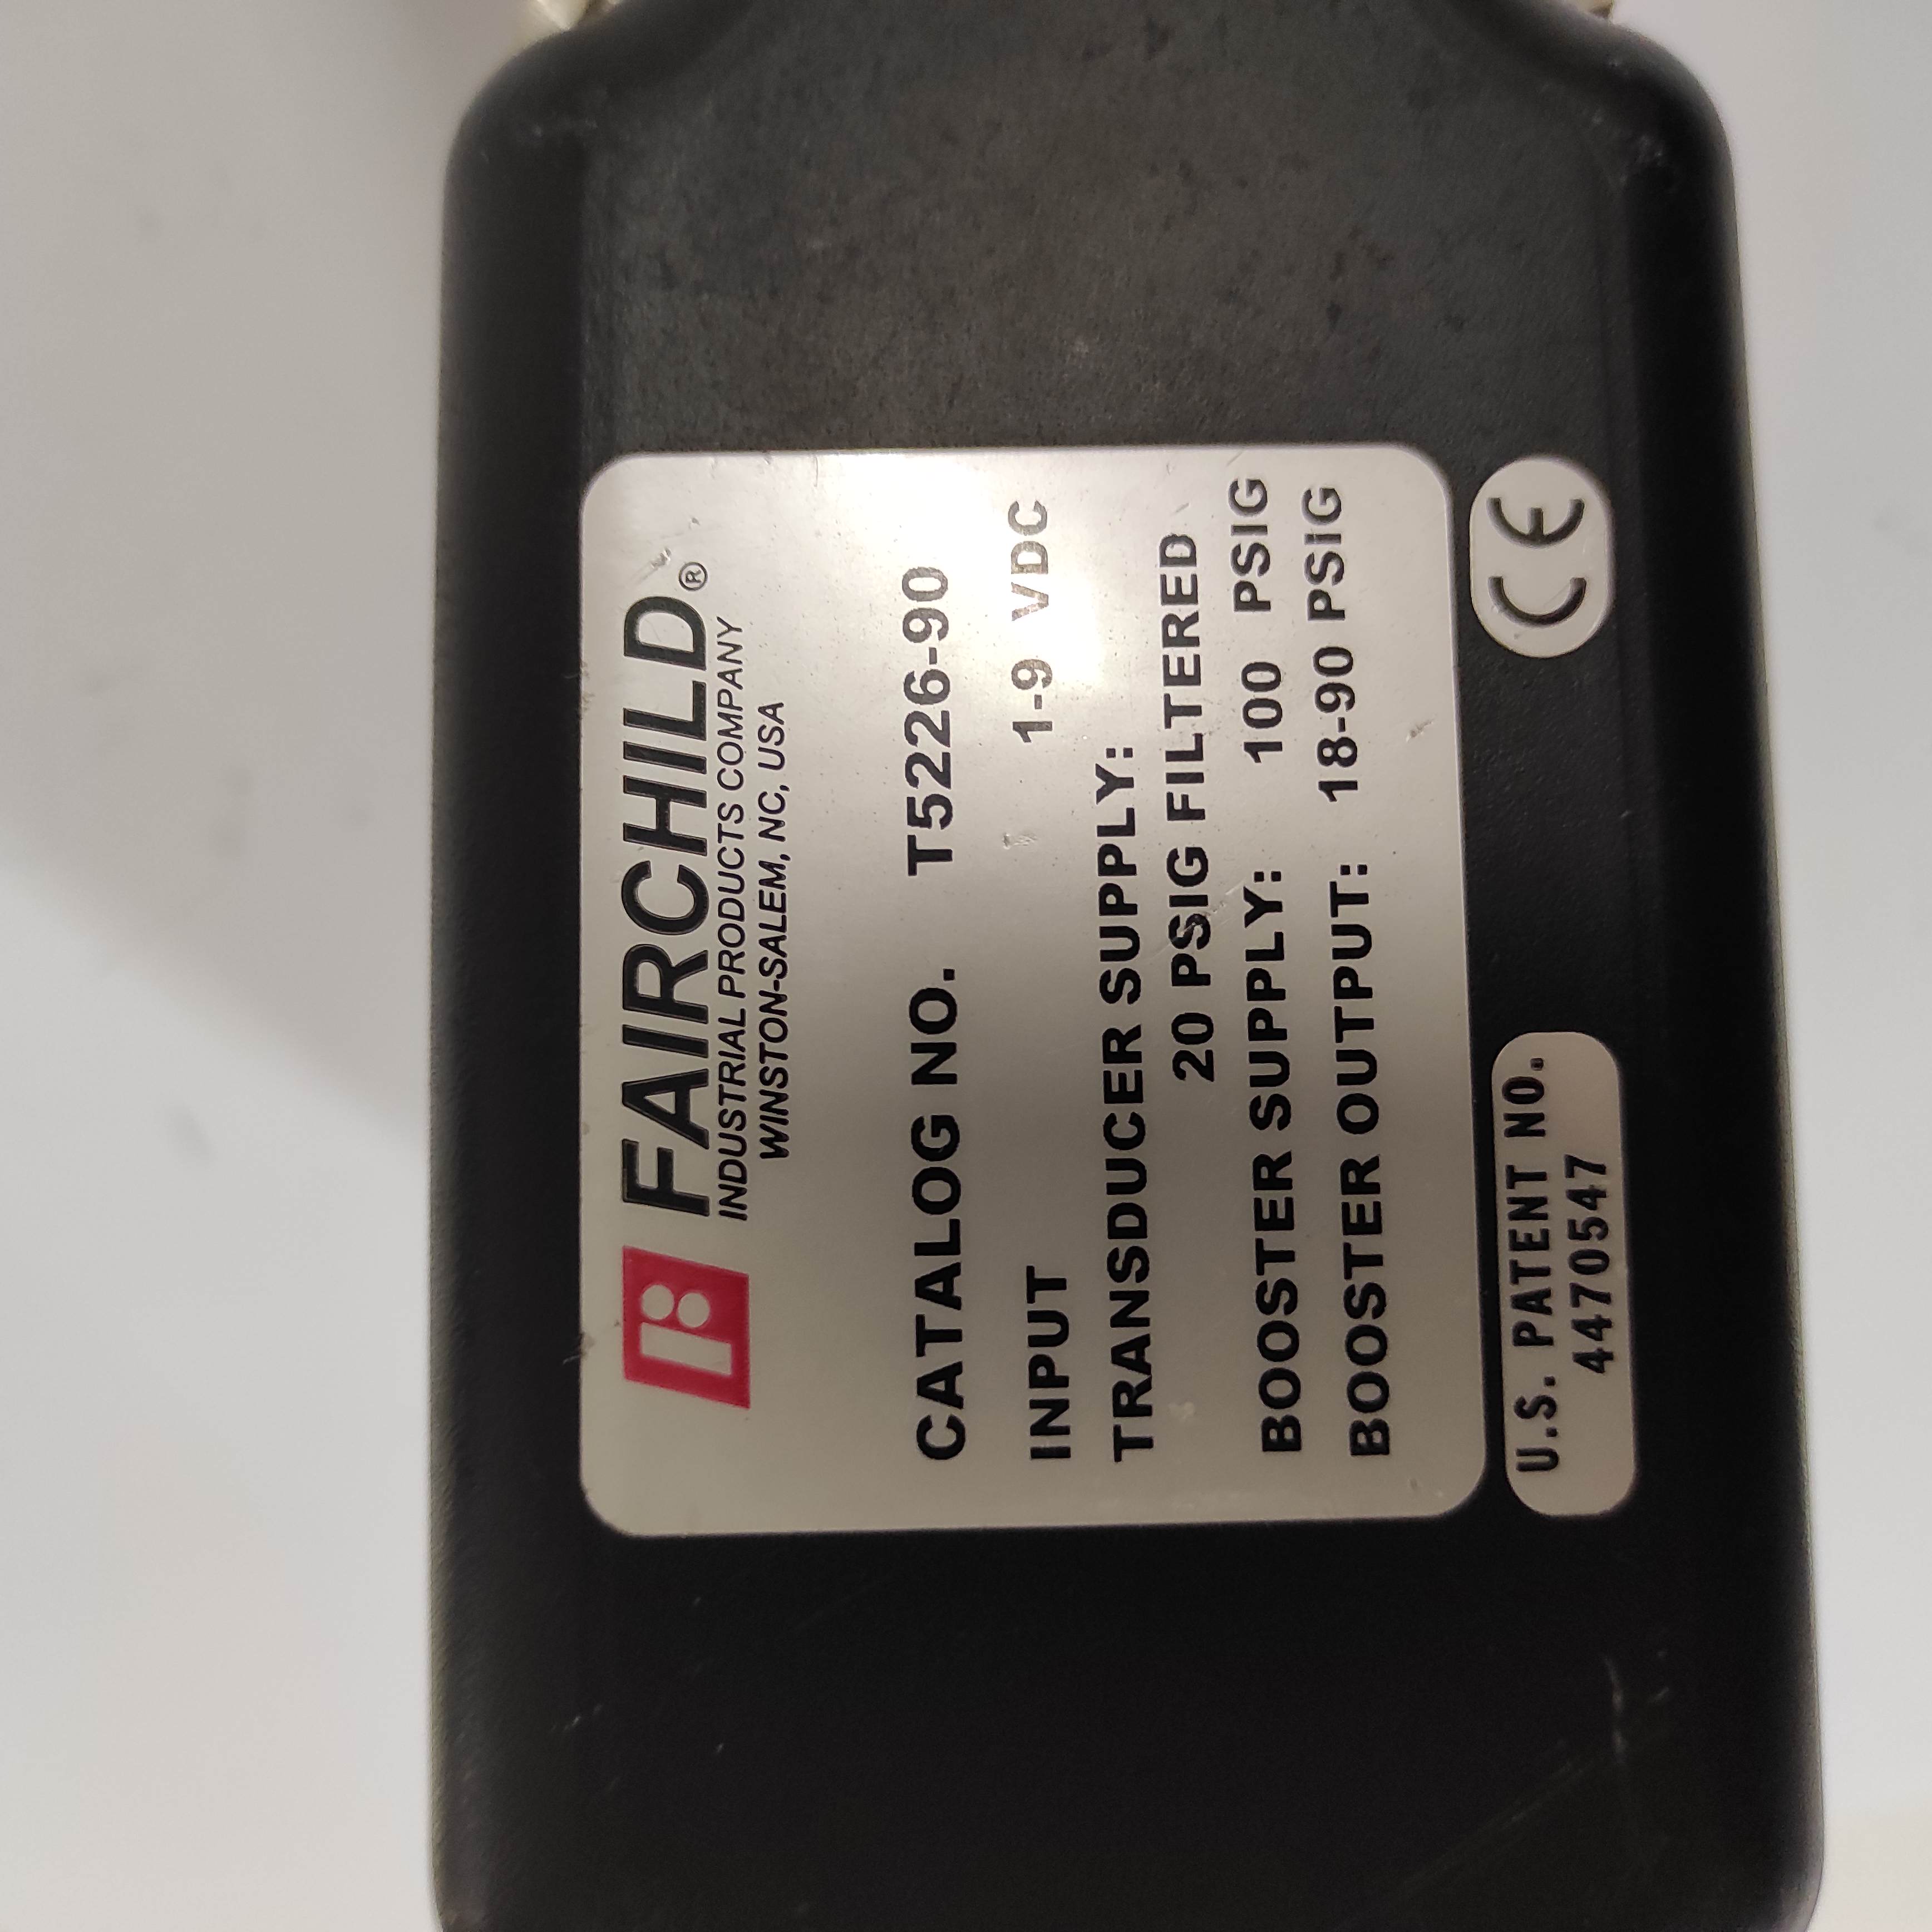 FAIRCHILD®
INDUSTRIAL PRODUCTS COMPANY
WINSTON-SALEM, NC, USA
CATALOG NO. T5226-90
INPUT 1-9 VDC
TRANSDUCER SUPPLY:
20 PSIG FILTERED
BOOSTER SUPPLY: 100 PSIG
BOOSTER OUTPUT: 18-90 PSIG
U.S. PATENT NO.
4470547
CE